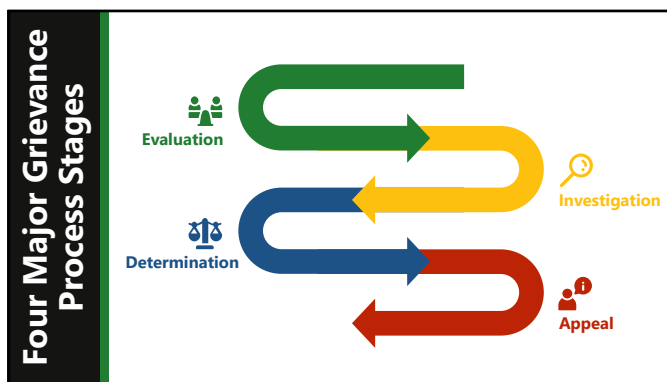 Four Major Grievance
Process Stages
Evaluation
Investigation
Determination
Appeal